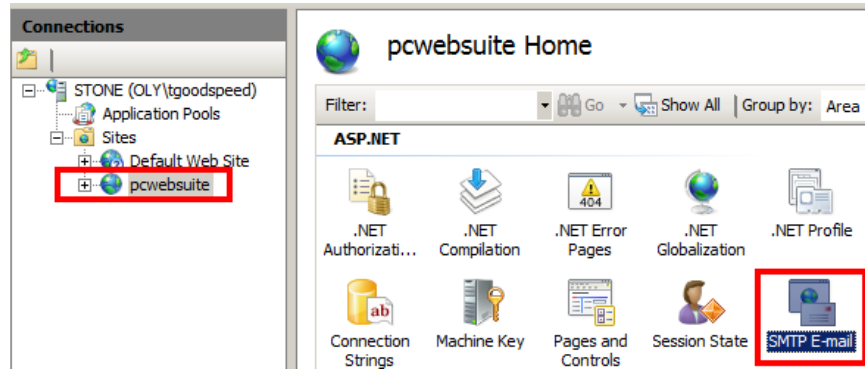 Connections
STONE (OLY\tgoodspeed)
Application Pools
Sites
Default Web Site
pcwebsuite
pcwebsuite Home
Filter: Go Show All Group by: Area
ASP.NET
.NET Authorizati...
.NET Compilation
404
.NET Error Pages
.NET Globalization
.NET Profile
ab
Connection Strings
Machine Key
Pages and Controls
Session State
SMTP E-mail